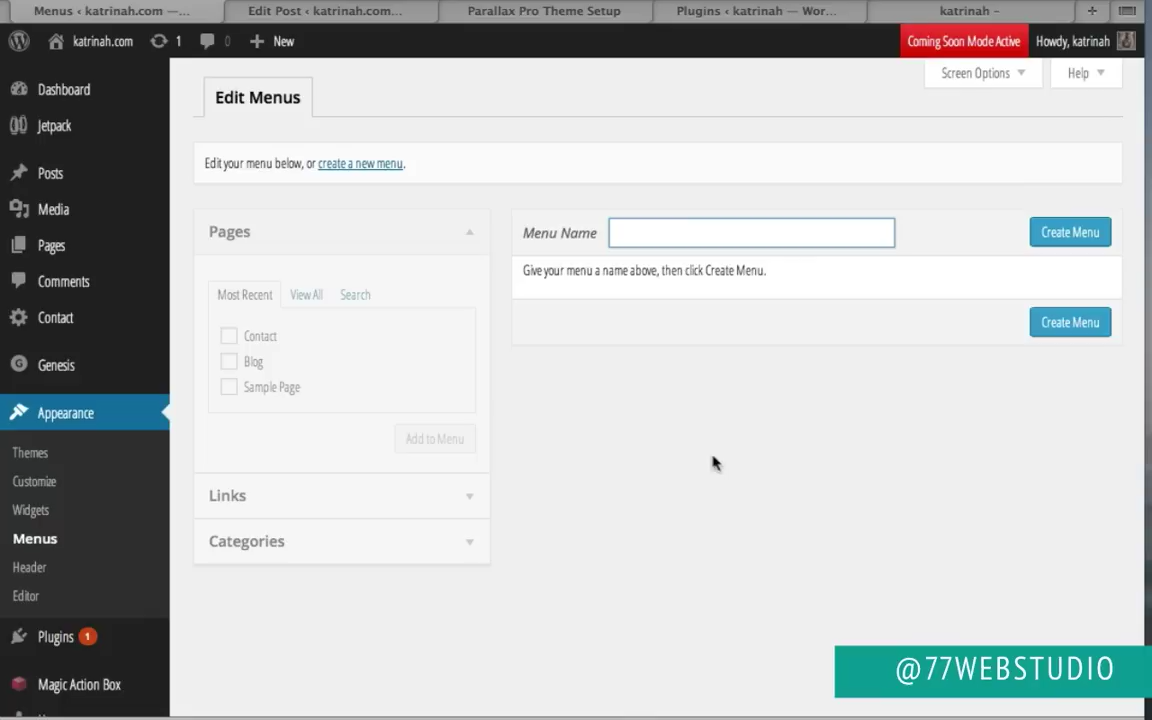 Menus ‹ katrinah.com —...
Edit Post ‹ katrinah.com...
Parallax Pro Theme Setup
Plugins ‹ katrinah — Wor...
katrinah –
+
katrinah.com
1
0
New
Coming Soon Mode Active
Howdy, katrinah
Screen Options
Help
Edit Menus
Edit your menu below, or create a new menu.
Dashboard
Jetpack
Posts
Media
Pages
Comments
Contact
Genesis
Appearance
Themes
Customize
Widgets
Menus
Header
Editor
Plugins 1
Magic Action Box
Pages
Most Recent
View All
Search
Contact
Blog
Sample Page
Add to Menu
Links
Categories
Menu Name
Create Menu
Give your menu a name above, then click Create Menu.
Create Menu
@77WEBSTUDIO